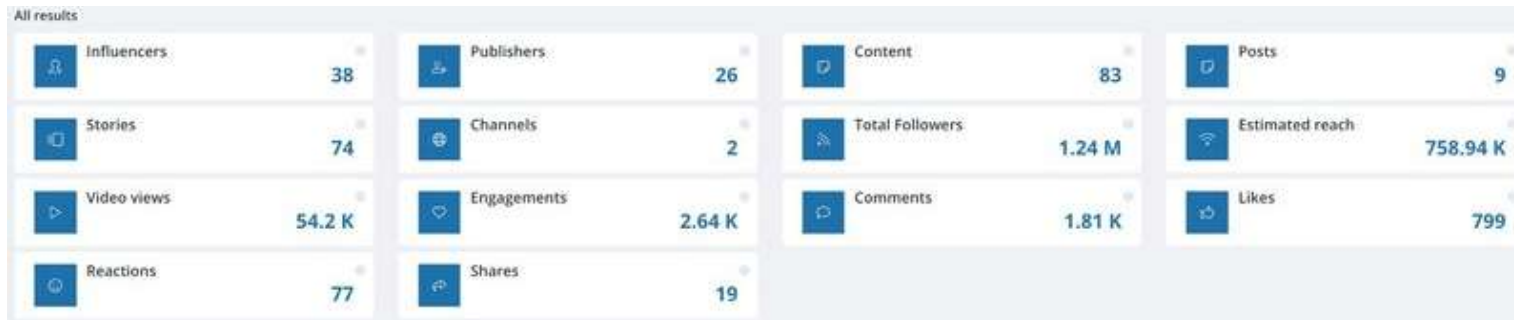 All results
Influencers
38
Publishers
26
Content
83
Posts
9
Stories
74
Channels
2
Total Followers
1.24 M
Estimated reach
758.94 K
Video views
54.2 K
Engagements
2.64 K
Comments
1.81 K
Likes
799
Reactions
77
Shares
19